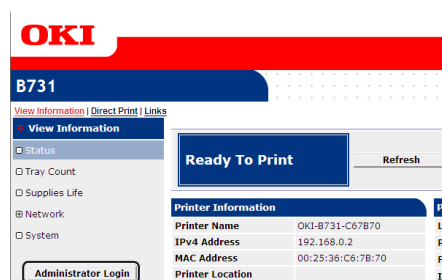 OKI
B731
View Information | Direct Print | Links
View Information
Status
Tray Count
Supplies Life
Network
System
Administrator Login
Ready To Print
Refresh
Printer Information
Printer Name OKI-B731-C67B70
IPv4 Address 192.168.0.2
MAC Address 00:25:36:C6:7B:70
Printer Location